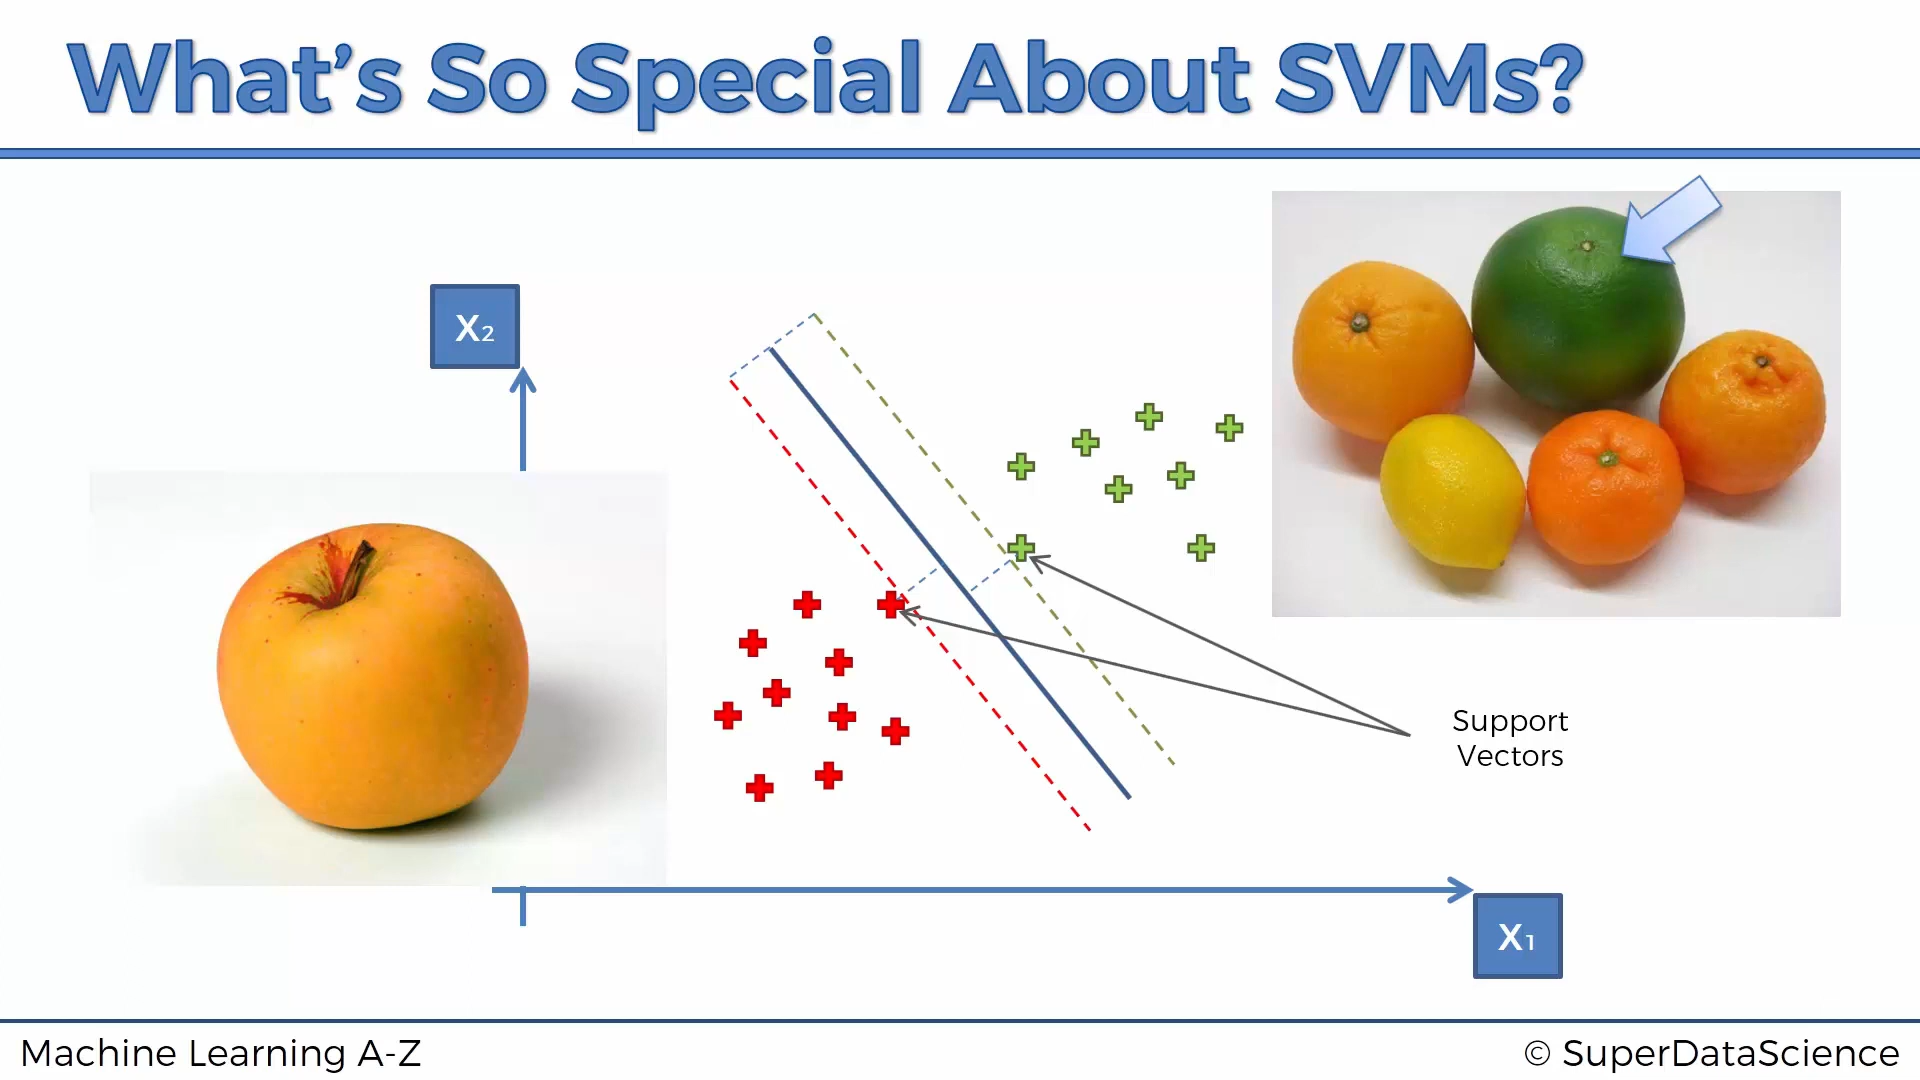 What's So Special About SVMs?
X2
Support
Vectors
X1
Machine Learning A-Z
© SuperDataScience